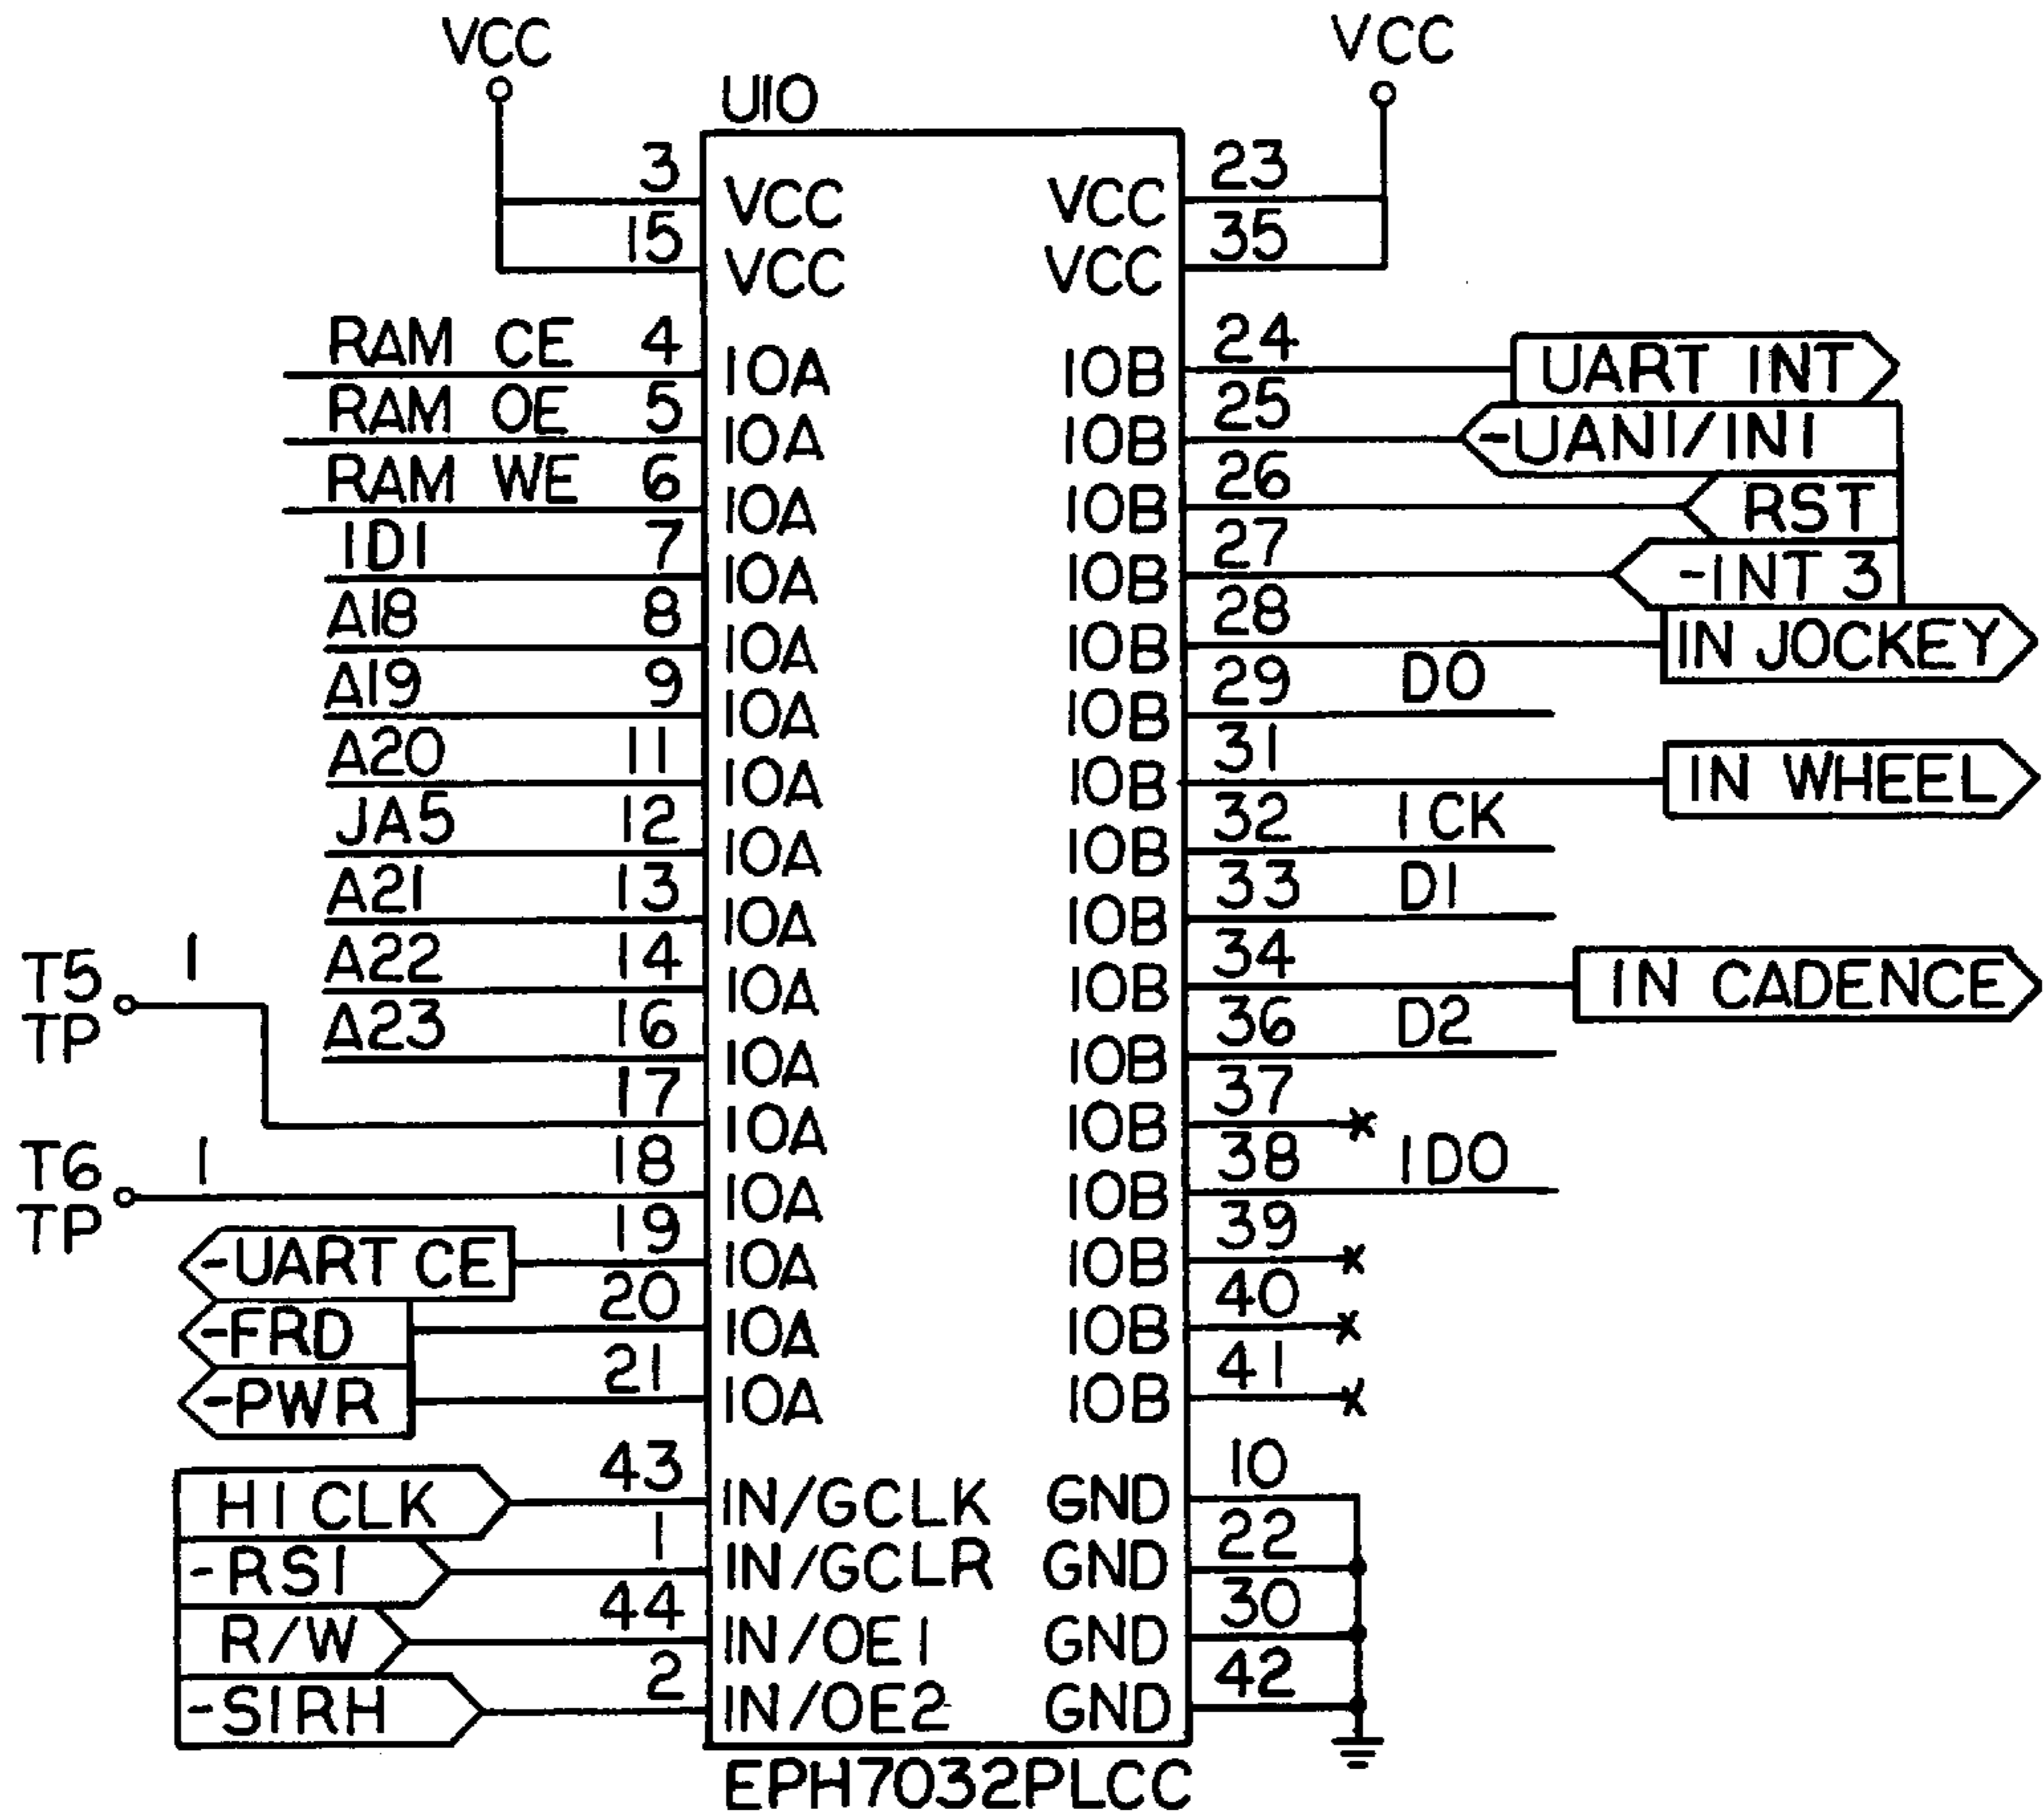 VCC VCC
U10
3 VCC VCC 23
15 VCC VCC 35
RAM CE 4 IOA IOB 24 UART INT
RAM OE 5 IOA IOB 25 -UAN1/IN1
RAM WE 6 IOA IOB 26 RST
1D1 7 IOA IOB 27 -INT 3
A18 8 IOA IOB 28 IN JOCKEY
A19 9 IOA IOB 29 D0
A20 11 IOA IOB 31 IN WHEEL
JA5 12 IOA IOB 32 1CK
A21 13 IOA IOB 33 D1
A22 14 IOA IOB 34 IN CADENCE
A23 16 IOA IOB 36 D2
T5 1
TP
17 IOA IOB 37
T6 1
TP
18 IOA IOB 38 1D0
-UART CE 19 IOA IOB 39
-FRD 20 IOA IOB 40
-PWR 21 IOA IOB 41
HI CLK 43 IN/GCLK GND 10
-RS1 1 IN/GCLR GND 22
R/W 44 IN/OE1 GND 30
-SIRH 2 IN/OE2 GND 42
EPH7032PLCC